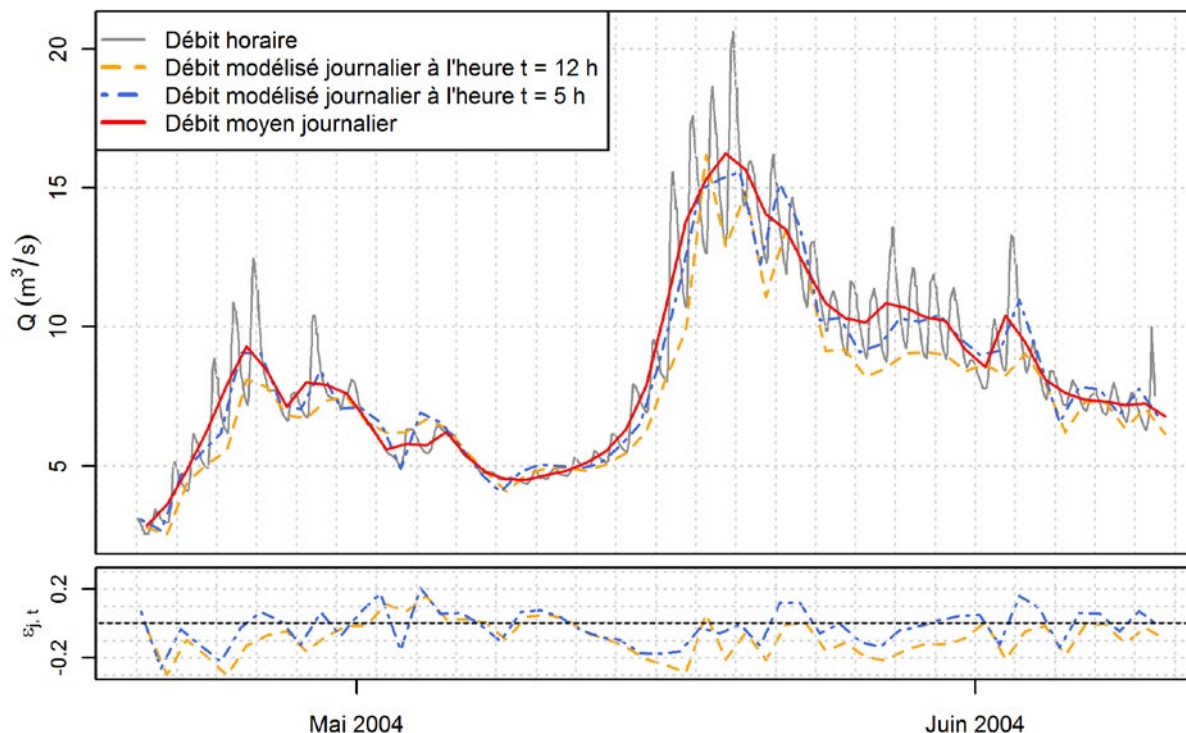 Débit horaire
Débit modélisé journalier à l'heure t = 12 h
Débit modélisé journalier à l'heure t = 5 h
Débit moyen journalier
Q (m³/s)
20
15
10
5
εj, t
0.2
-0.2
Mai 2004
Juin 2004